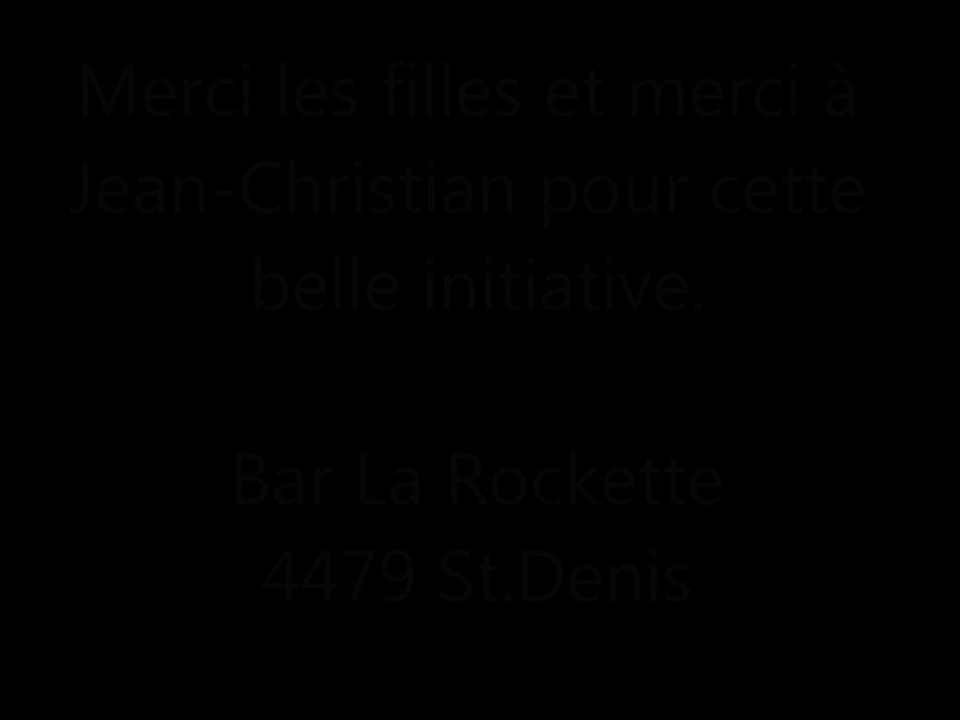 Merci les filles et merci à
Jean-Christian pour cette
belle initiative.
Bar La Rockette
4479 St.Denis